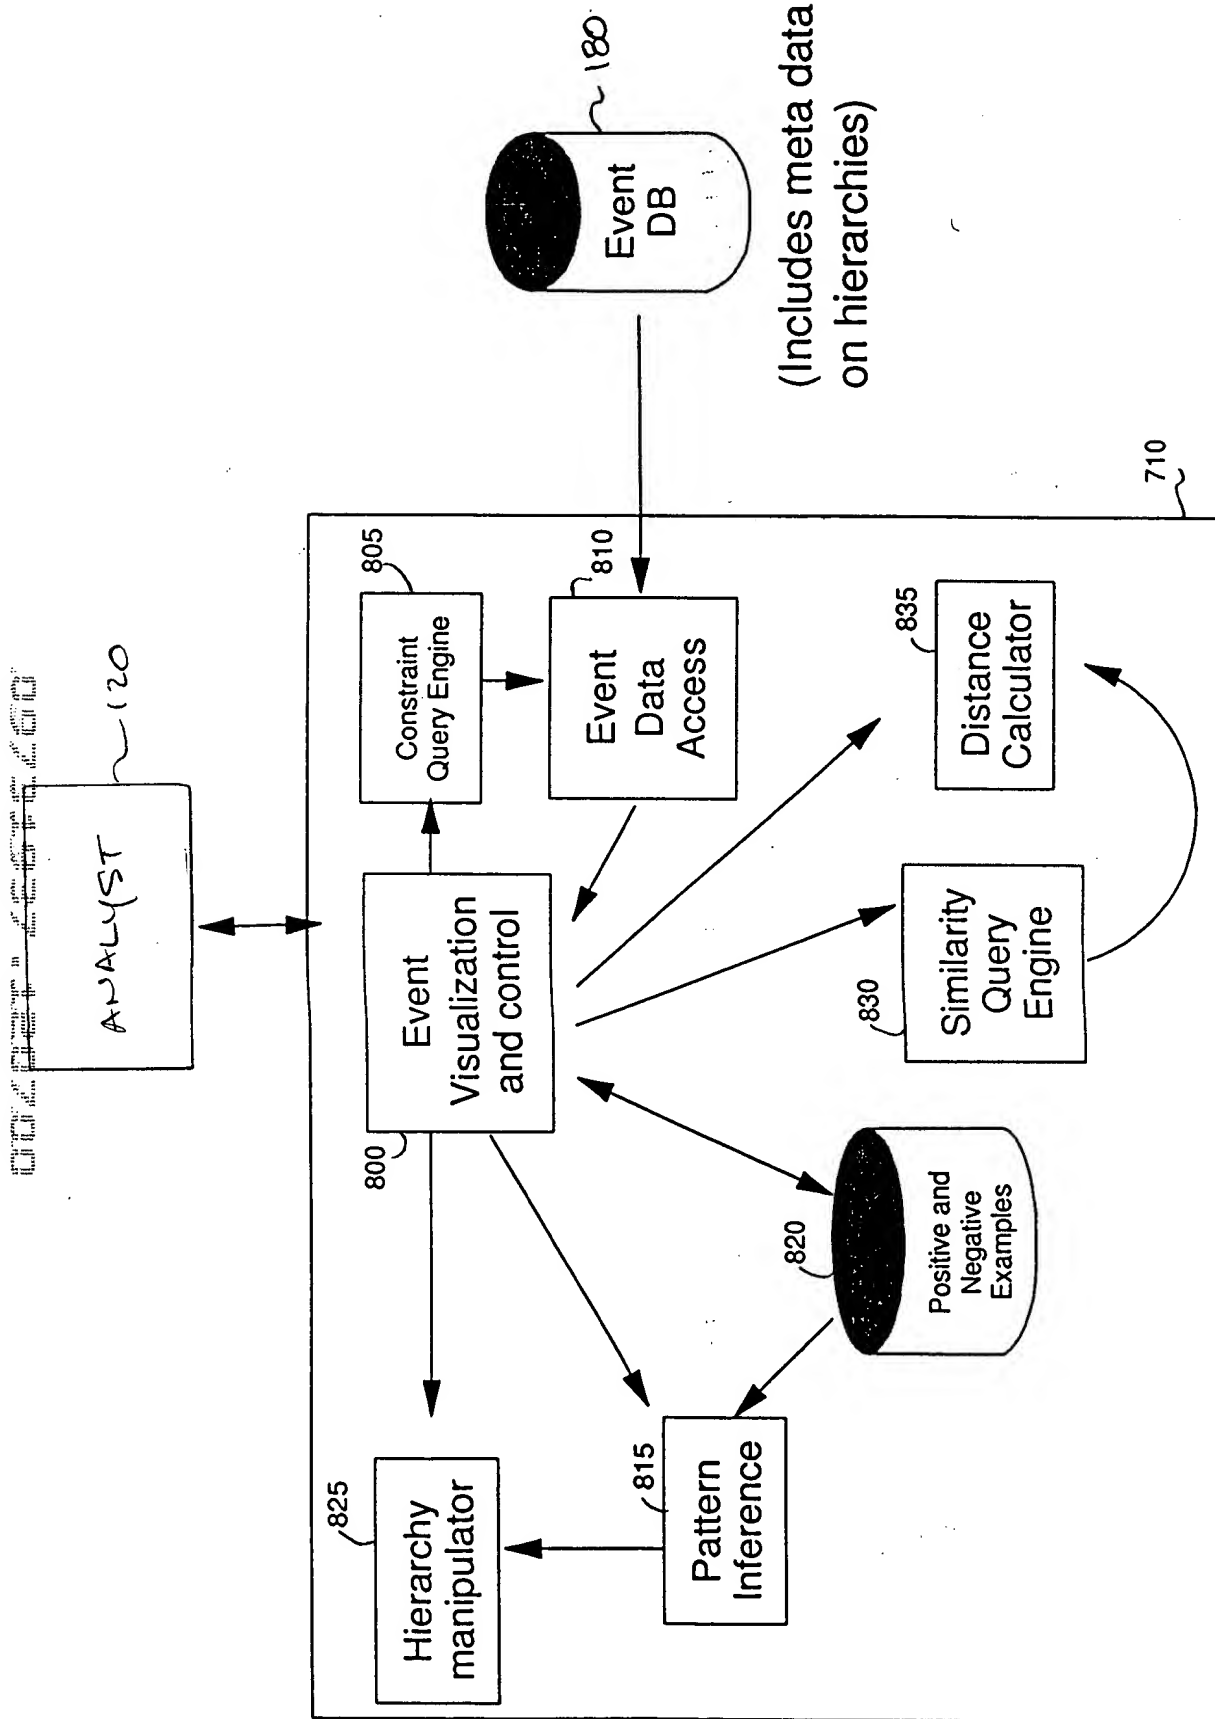 ANALYST
120
825
Hierarchy
manipulator
800
Event
Visualization
and control
805
Constraint
Query Engine
810
Event
Data
Access
Event
DB
180
(Includes meta data
on hierarchies)
815
Pattern
Inference
820
Positive and
Negative
Examples
830
Similarity
Query
Engine
835
Distance
Calculator
710